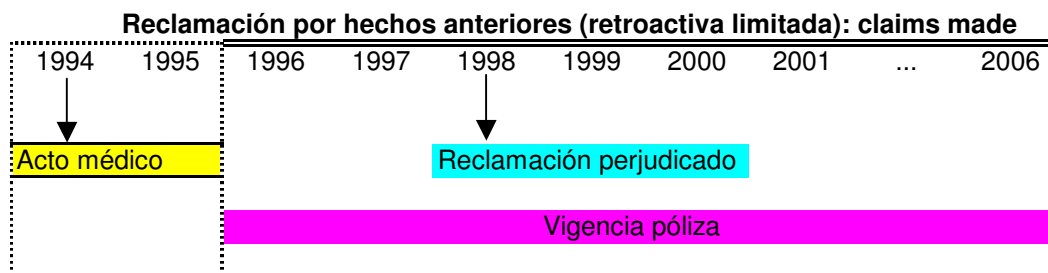 Reclamación por hechos anteriores (retroactiva limitada): claims made
1994 1995 1996 1997 1998 1999 2000 2001 ... 2006
Acto médico Reclamación perjudicado
Vigencia póliza